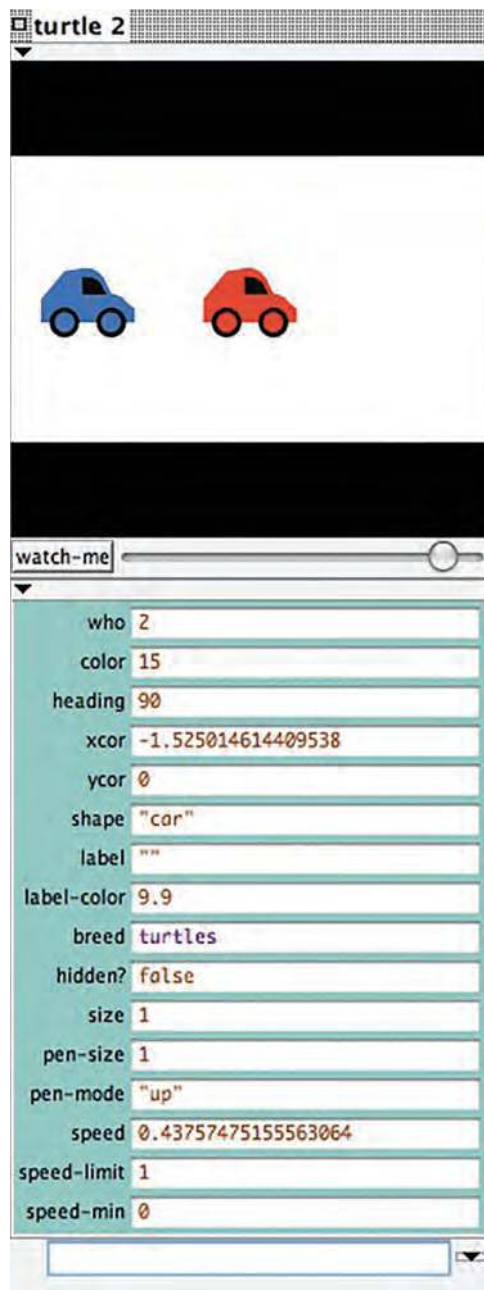 turtle 2
watch-me
who 2
color 15
heading 90
xcor -1.525014614409538
ycor 0
shape "car"
label ""
label-color 9.9
breed turtles
hidden? false
size 1
pen-size 1
pen-mode "up"
speed 0.43757475155563064
speed-limit 1
speed-min 0